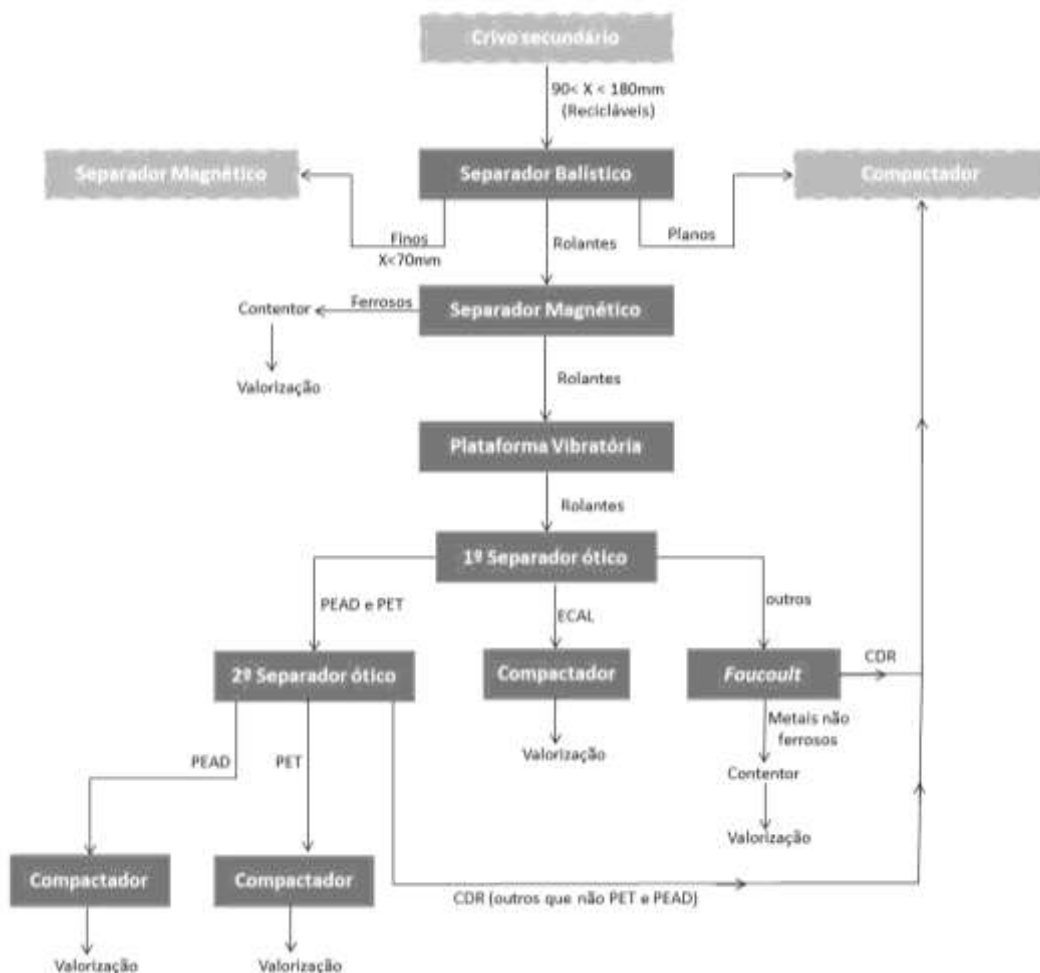 Crivo secundário
90< X < 180mm
(Recicláveis)
Separador Magnético
Separador Balístico
Compactador
Finos
X<70mm
Rolantes
Planos
Contentor
Ferrosos
Separador Magnético
Valorização
Rolantes
Plataforma Vibratória
Rolantes
1º Separador ótico
PEAD e PET
ECAL
outros
2º Separador ótico
Compactador
Foucoult
CDR
PEAD
PET
Valorização
Metais não
ferrosos
Contentor
Valorização
Compactador
Compactador
CDR (outros que não PET e PEAD)
Valorização
Valorização